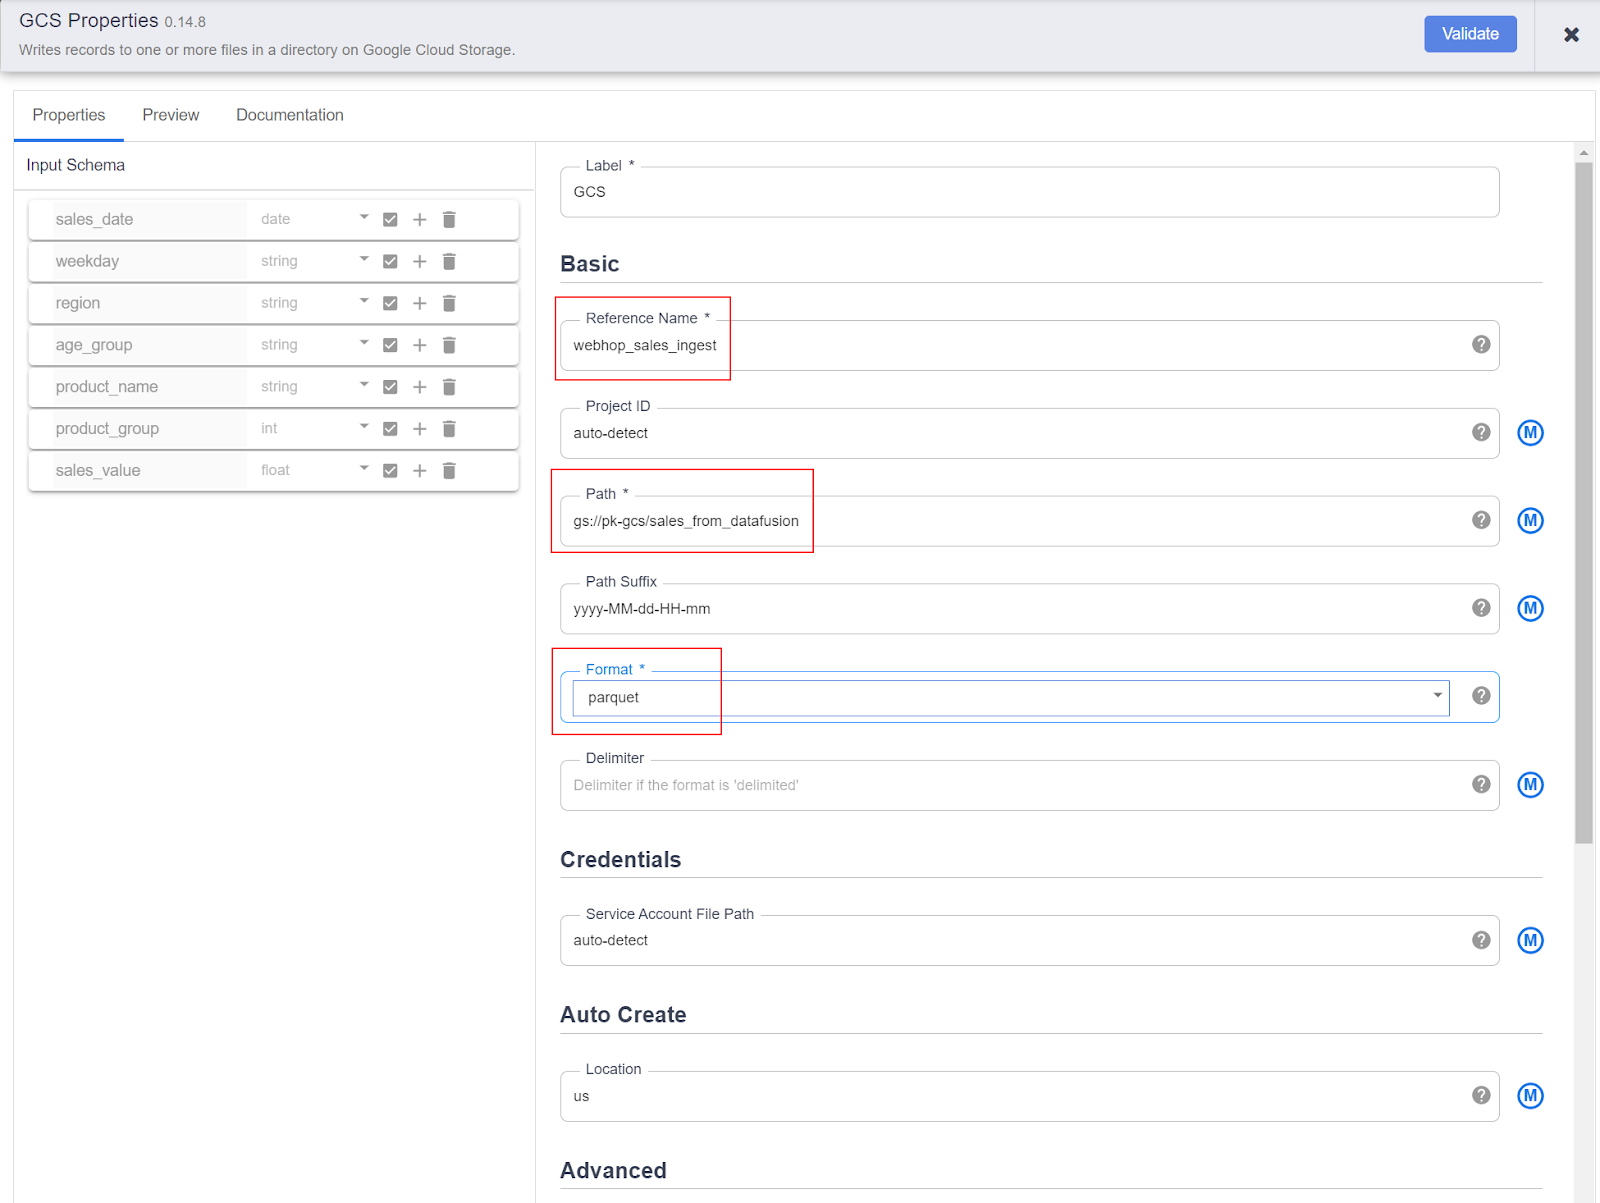 GCS Properties 0.14.8
Writes records to one or more files in a directory on Google Cloud Storage.
Validate
Properties Preview Documentation
Input Schema
sales_date date
weekday string
region string
age_group string
product_name string
product_group int
sales_value float
Label *
GCS
Basic
Reference Name *
webhop_sales_ingest
Project ID
auto-detect
M
Path *
gs://pk-gcs/sales_from_datafusion
M
Path Suffix
yyyy-MM-dd-HH-mm
M
Format *
parquet
Delimiter
Delimiter if the format is 'delimited'
M
Credentials
Service Account File Path
auto-detect
M
Auto Create
Location
us
M
Advanced